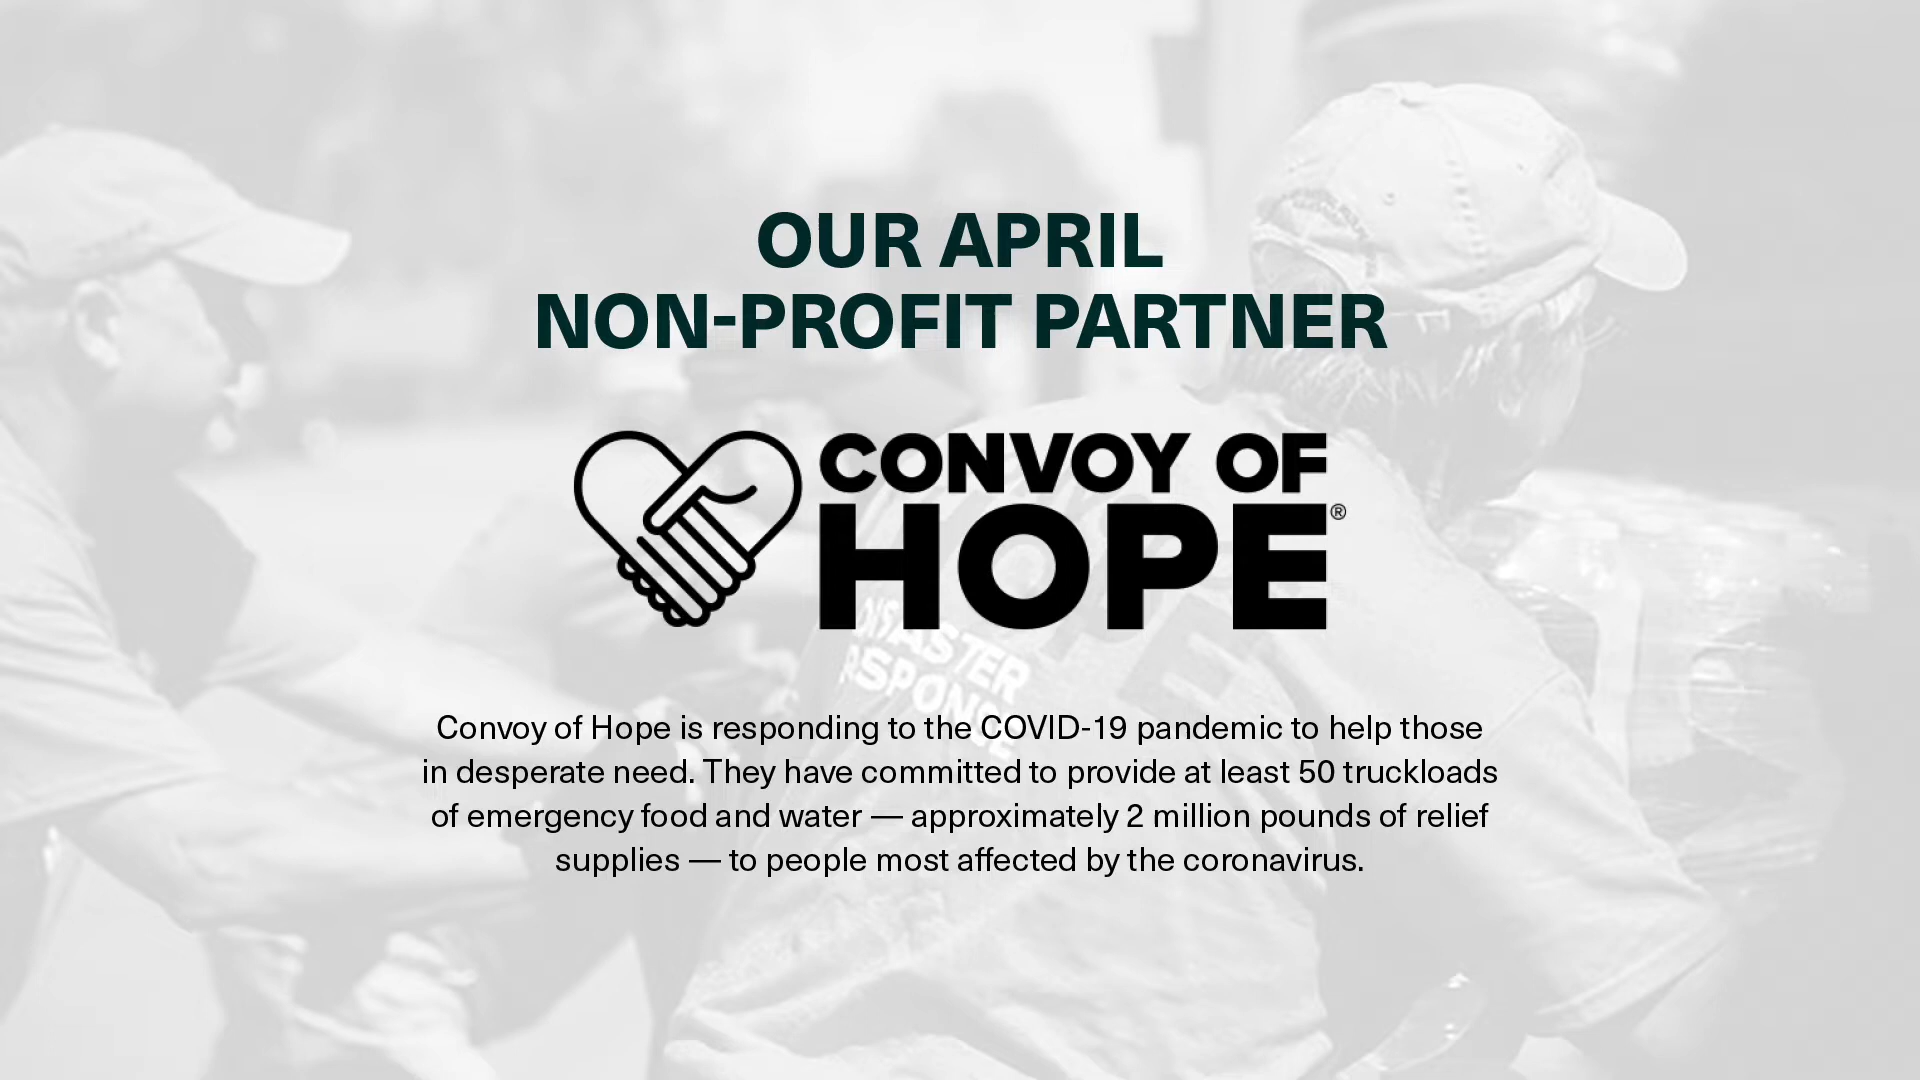 OUR APRIL
NON-PROFIT PARTNER
CONVOY OF
HOPE®
DISASTER
RESPONSE
Convoy of Hope is responding to the COVID-19 pandemic to help those
in desperate need. They have committed to provide at least 50 truckloads
of emergency food and water — approximately 2 million pounds of relief
supplies — to people most affected by the coronavirus.